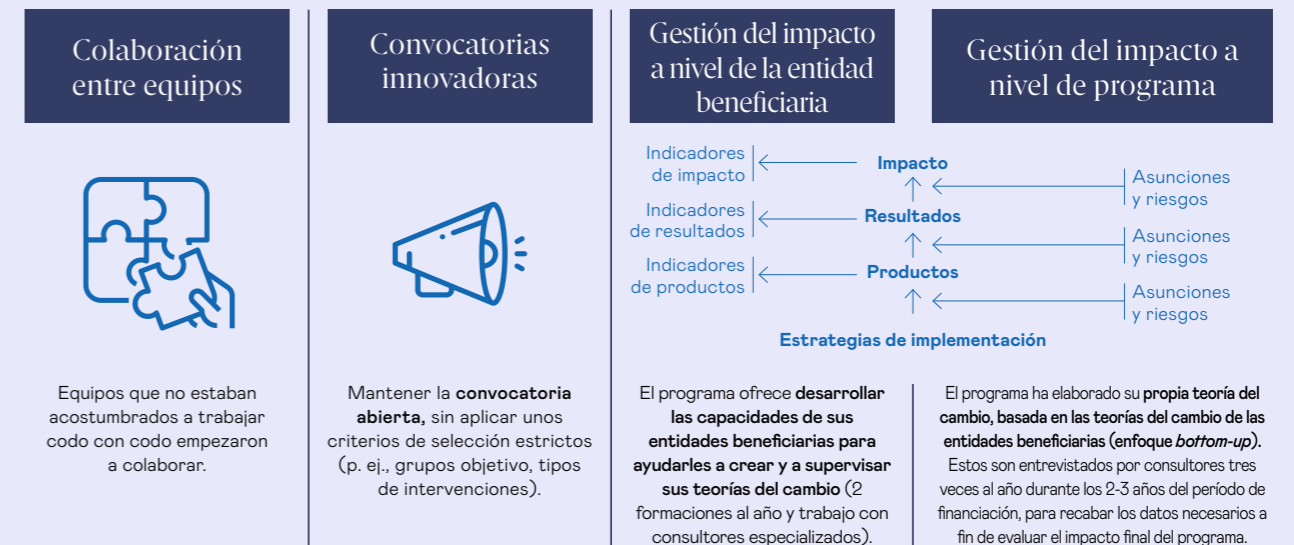 Colaboración
entre equipos
Equipos que no estaban
acostumbrados a trabajar
codo con codo empezaron
a colaborar.
Convocatorias
innovadoras
Mantener la convocatoria
abierta, sin aplicar unos
criterios de selección estrictos
(p. ej., grupos objetivo, tipos
de intervenciones).
Gestión del impacto
a nivel de la entidad
beneficiaria
Gestión del impacto a
nivel de programa
Indicadores
de impacto
Impacto
Asunciones
y riesgos
Indicadores
de resultados
Resultados
Asunciones
y riesgos
Indicadores
de productos
Productos
Asunciones
y riesgos
Estrategias de implementación
El programa ofrece desarrollar
las capacidades de sus
entidades beneficiarias para
ayudarles a crear y a supervisar
sus teorías del cambio (2
formaciones al año y trabajo con
consultores especializados).
El programa ha elaborado su propia teoría del
cambio, basada en las teorías del cambio de las
entidades beneficiarias (enfoque bottom-up).
Estos son entrevistados por consultores tres
veces al año durante los 2-3 años del período de
financiación, para recabar los datos necesarios a
fin de evaluar el impacto final del programa.